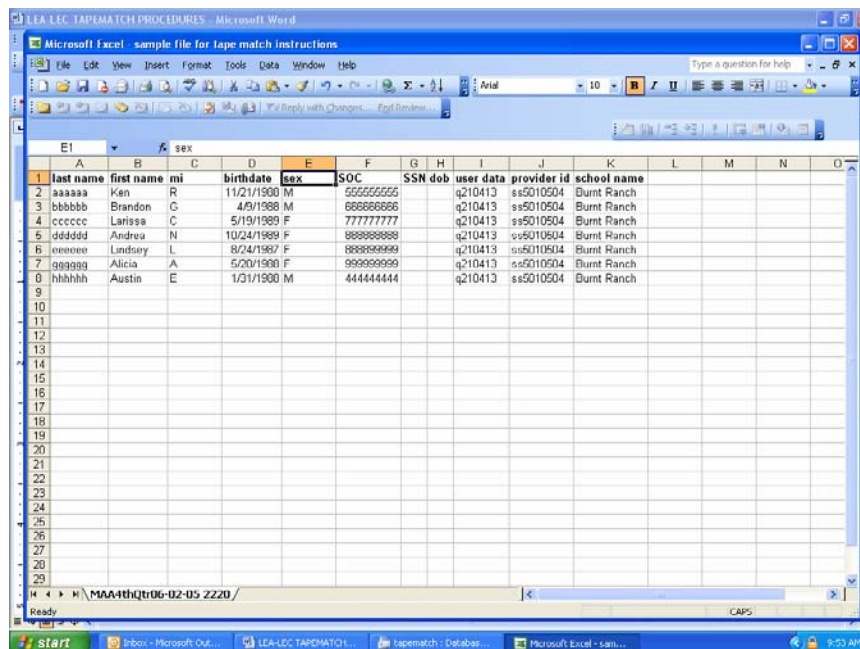 LEA LEC TAPEMATCH PROCEDURES - Microsoft Word
Microsoft Excel - sample file for tape match instructions
File Edit View Insert Format Tools Data Window Help Type a question for help
Arial 10 B I U
Reply with Changes... End Review...
E1 fx sex
A B C D E F G H I J K L M N O
1 last name first name mi birthdate sex SOC SSN dob user data provider id school name
2 aaaaaa Ken R 11/21/1988 M 555555555 q210413 ss5010504 Burnt Ranch
3 bbbbbb Brandon G 4/9/1988 M 666666666 q210413 ss5010504 Burnt Ranch
4 cccccc Larissa C 5/19/1989 F 777777777 q210413 ss5010504 Burnt Ranch
5 dddddd Andrea N 10/24/1989 F 888888888 q210413 ss5010504 Burnt Ranch
6 eeeeee Lindsey L 8/24/1987 F 888899999 q210413 ss5010504 Burnt Ranch
7 gggggg Alicia A 5/20/1988 F 999999999 q210413 ss5010504 Burnt Ranch
8 hhhhhh Austin E 1/31/1988 M 444444444 q210413 ss5010504 Burnt Ranch
9
10
11
12
13
14
15
16
17
18
19
20
21
22
23
24
25
26
27
28
29
MAA4thQtr06-02-05 2220
Ready CAPS
start Inbox - Microsoft Out... LEA-LEC TAPEMATCH... tapematch : Databas... Microsoft Excel - sam... 9:53 AM